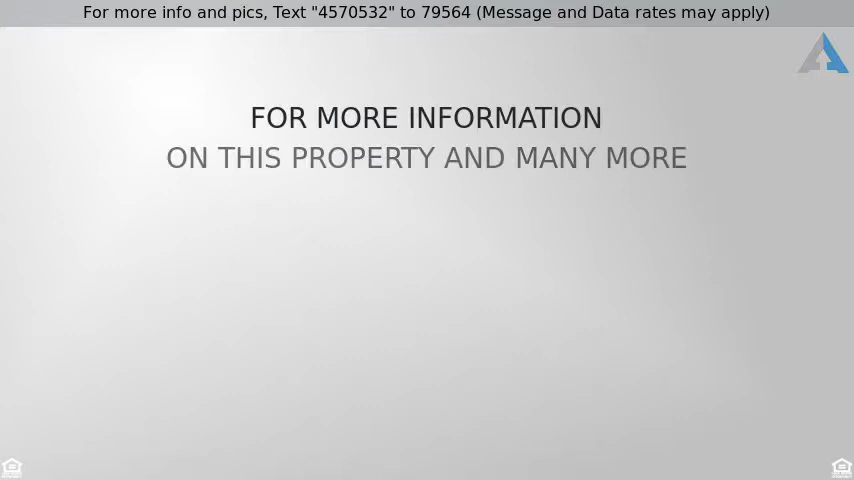 For more info and pics, Text "4570532" to 79564 (Message and Data rates may apply)
FOR MORE INFORMATION
ON THIS PROPERTY AND MANY MORE